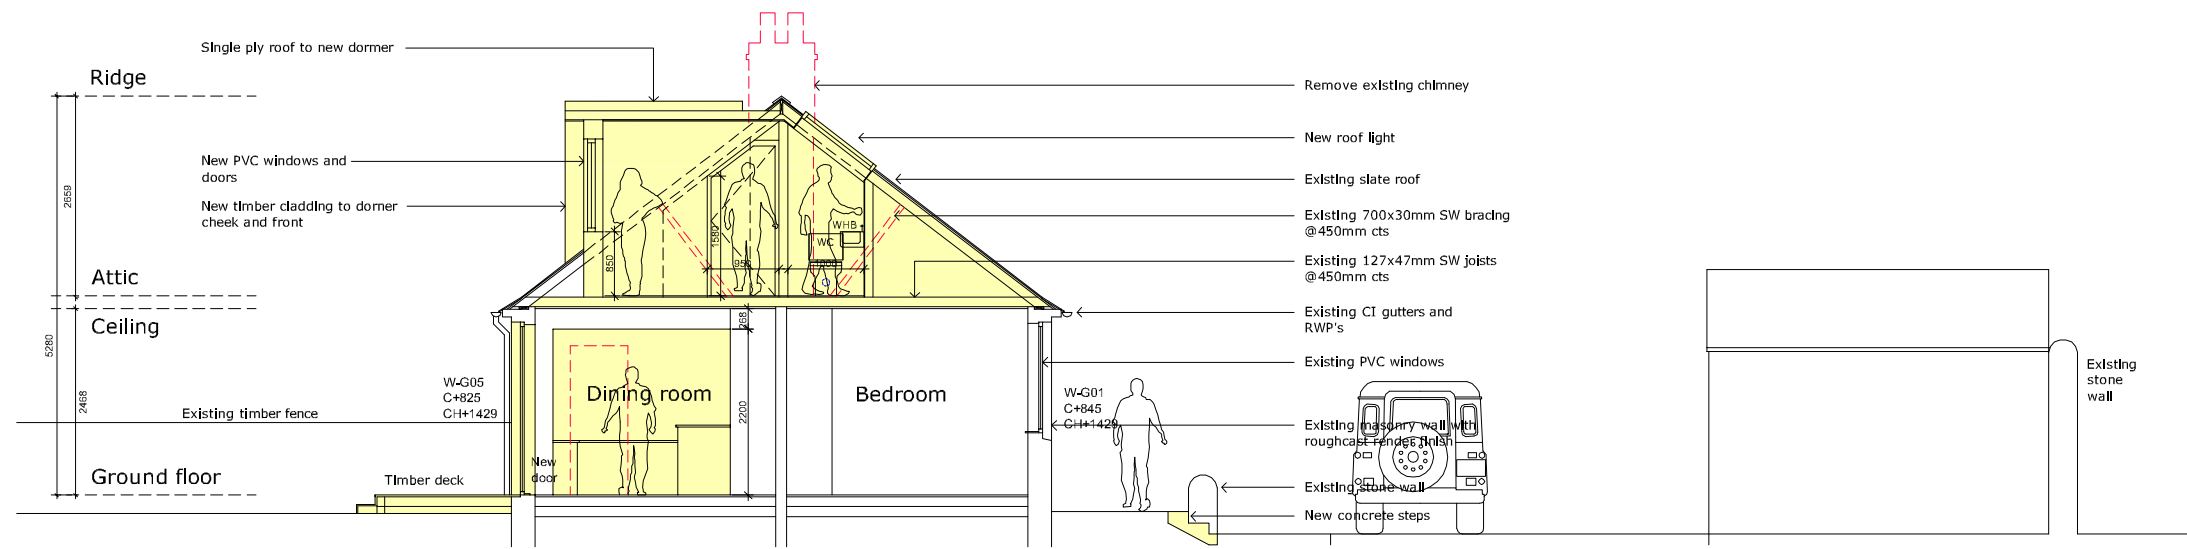 Single ply roof to new dormer
Ridge
Remove existing chimney
New roof light
New PVC windows and
doors
Existing slate roof
2659
New timber cladding to dorner
cheek and front
Existing 700x30mm SW bracing
@450mm cts
WHB
WC
1580
850
950
1000
Existing 127x47mm SW joists
@450mm cts
Attic
Ceiling
Existing CI gutters and
RWP's
268
5280
Existing PVC windows
Existing
stone
wall
W-G05
C+825
CH+1429
Dining room
Bedroom
W-G01
C+845
CH+1429
2468
2200
Existing timber fence
Existing masonry wall with
roughcast render finish
Ground floor
Timber deck
New
door
Existing stone wall
New concrete steps